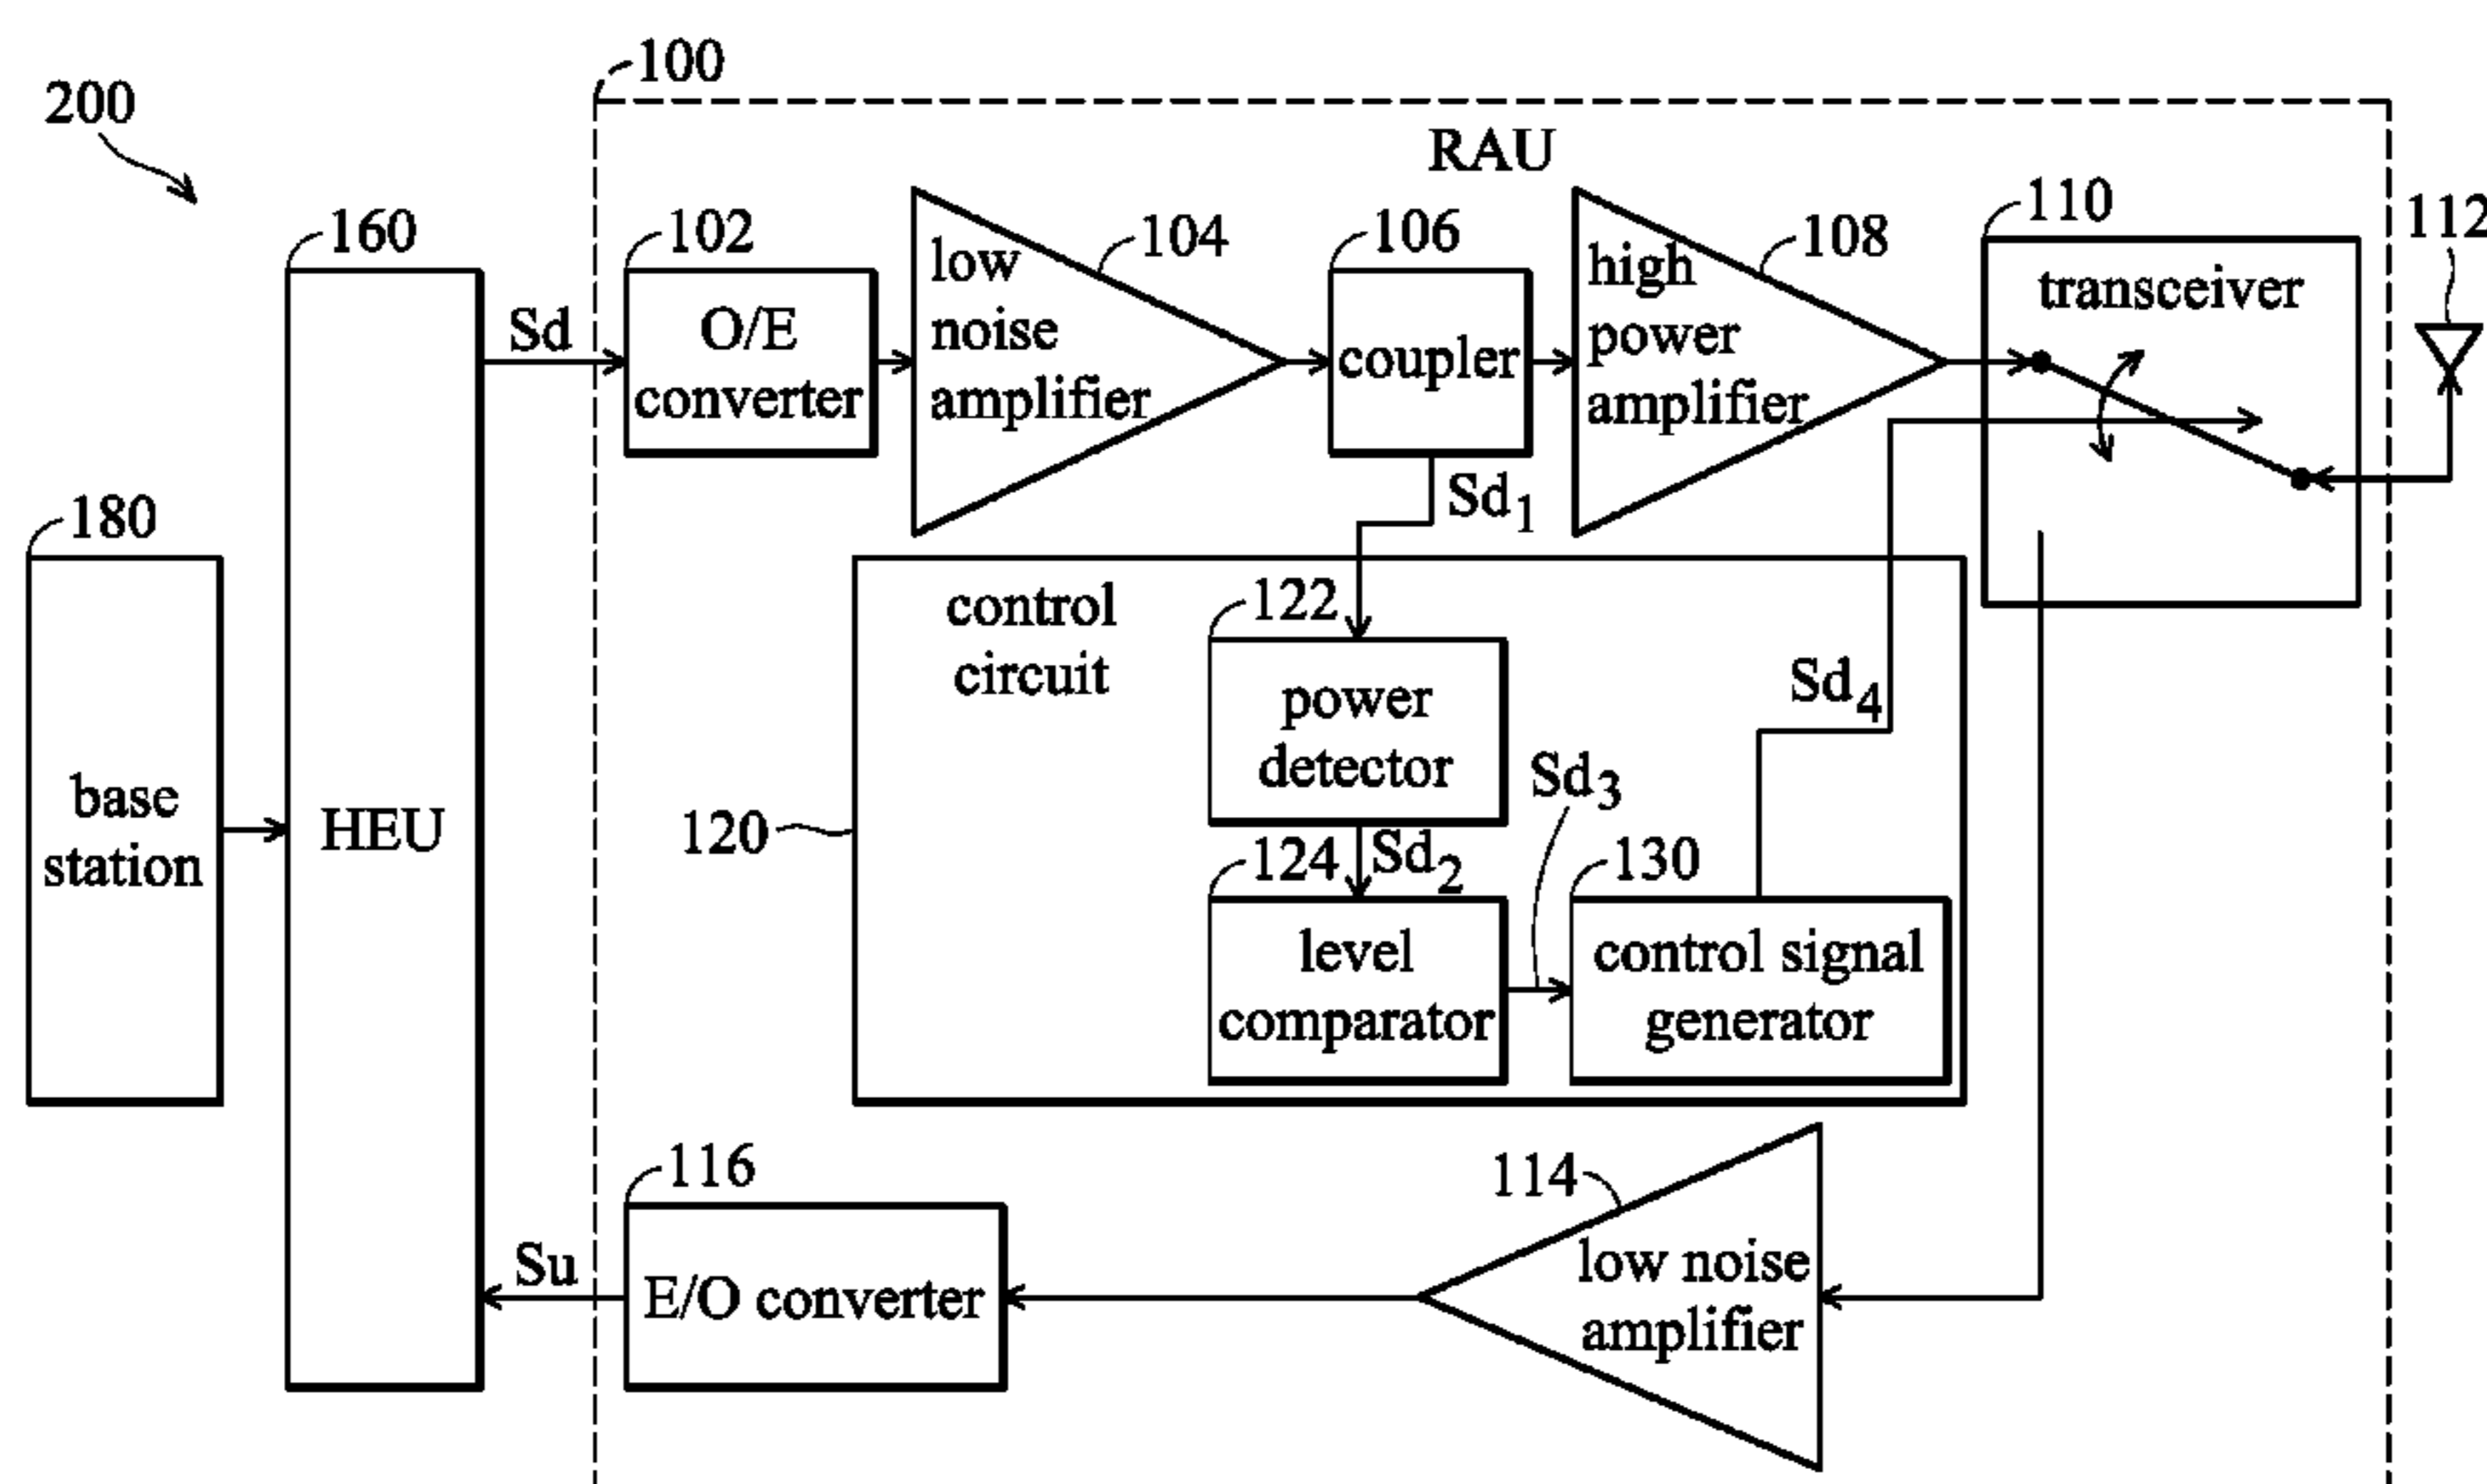 100
200
RAU
160
102
104
106
108
110
112
low
noise
amplifier
high
power
amplifier
transceiver
Sd
O/E
converter
coupler
Sd1
180
control
circuit
122
power
detector
Sd4
Sd3
base
station
HEU
120
124
Sd2
130
level
comparator
control signal
generator
116
114
Su
E/O converter
low noise
amplifier